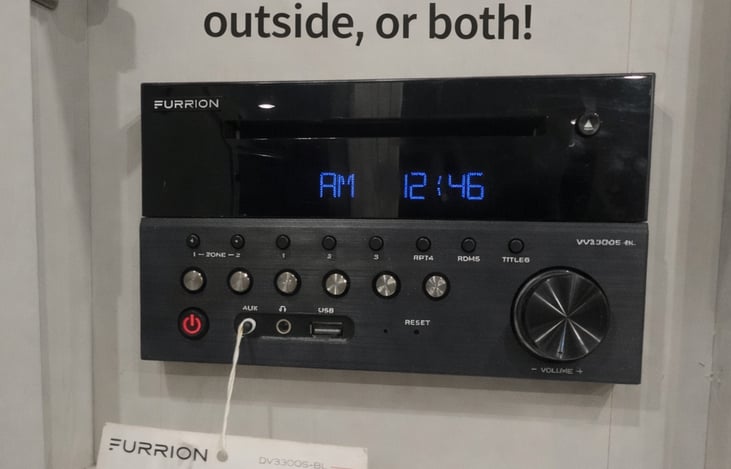 outside, or both!
FURRION
AM 12:46
DV3300S-BL
1 — ZONE — 2 1 2 3 RPT4 RDM5 TITLE6
AUX USB
RESET
− VOLUME +
FURRION DV3300S-BL